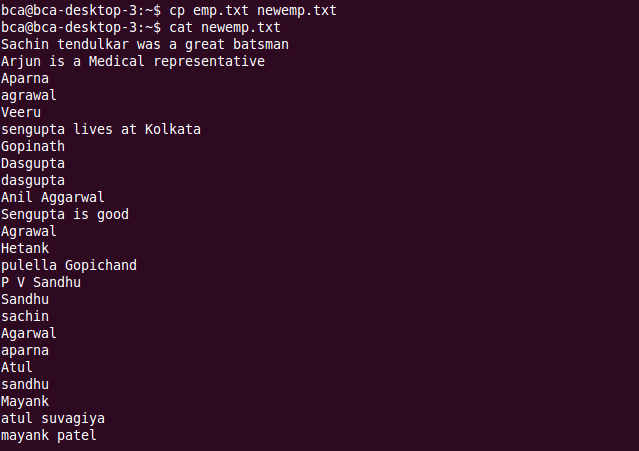 bca@bca-desktop-3:~$ cp emp.txt newemp.txt
bca@bca-desktop-3:~$ cat newemp.txt
Sachin tendulkar was a great batsman
Arjun is a Medical representative
Aparna
agrawal
Veeru
sengupta lives at Kolkata
Gopinath
Dasgupta
dasgupta
Anil Aggarwal
Sengupta is good
Agrawal
Hetank
pulella Gopichand
P V Sandhu
Sandhu
sachin
Agarwal
aparna
Atul
sandhu
Mayank
atul suvagiya
mayank patel